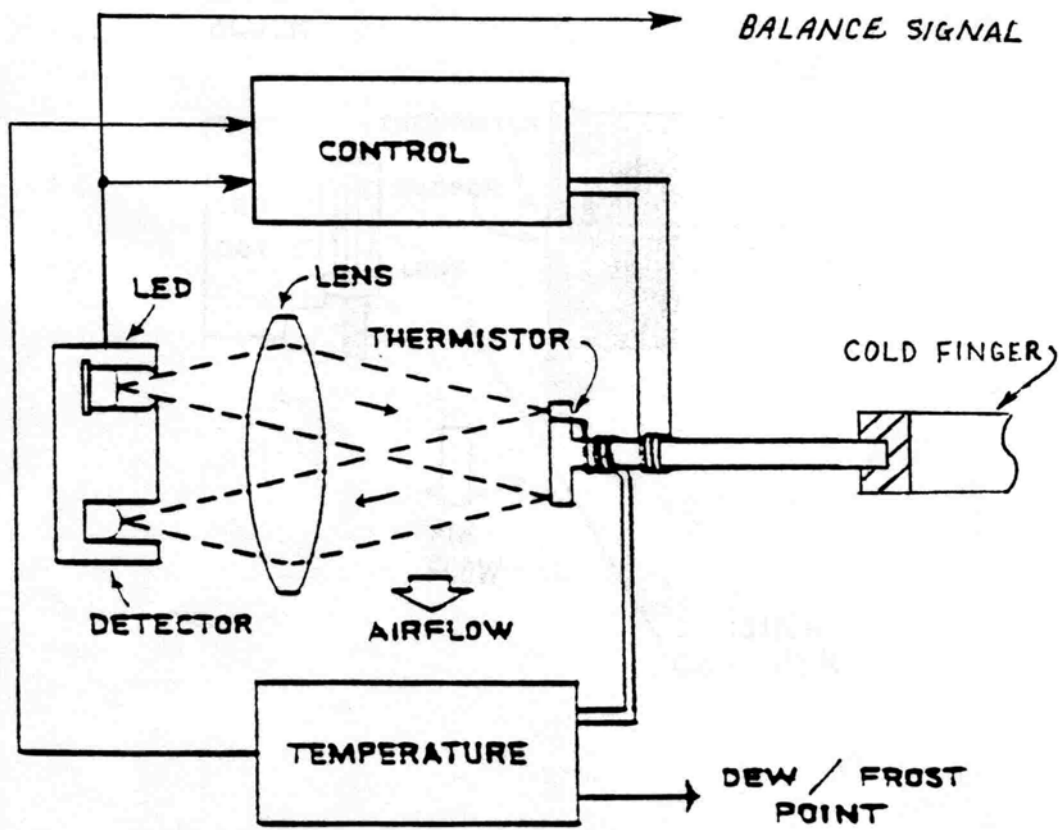 BALANCE SIGNAL
CONTROL
LED
LENS
THERMISTOR
COLD FINGER
DETECTOR
AIRFLOW
TEMPERATURE
DEW / FROST
POINT